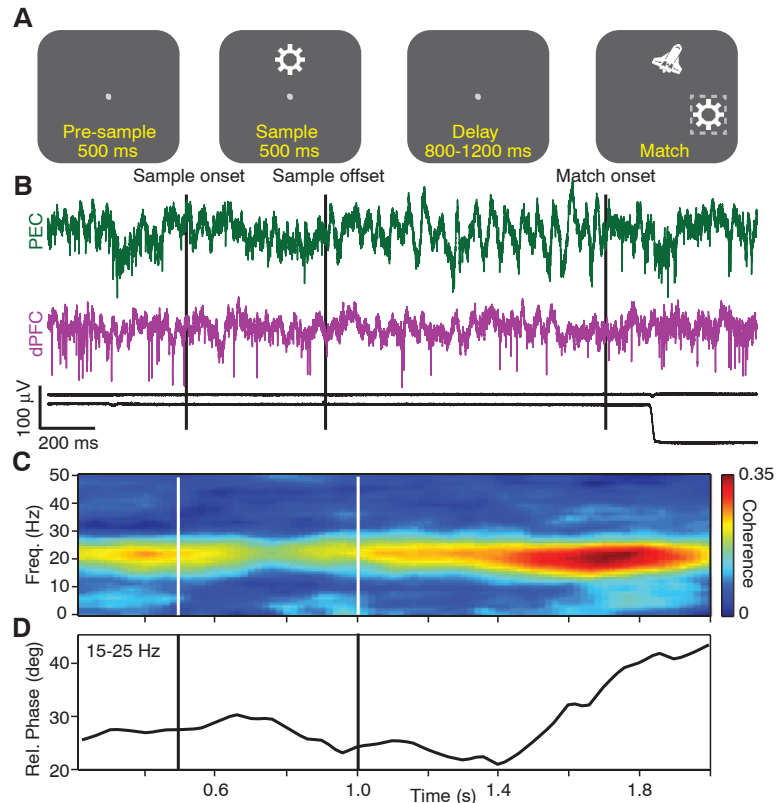 A
Pre-sample
500 ms
Sample
500 ms
Delay
800-1200 ms
Match
B
Sample onset
Sample offset
Match onset
PEC
dPFC
100 µV
200 ms
C
50
40
30
20
10
0
Freq. (Hz)
0.35
Coherence
0
D
15-25 Hz
40
30
20
Rel. Phase (deg)
0.6
1.0
1.4
1.8
Time (s)